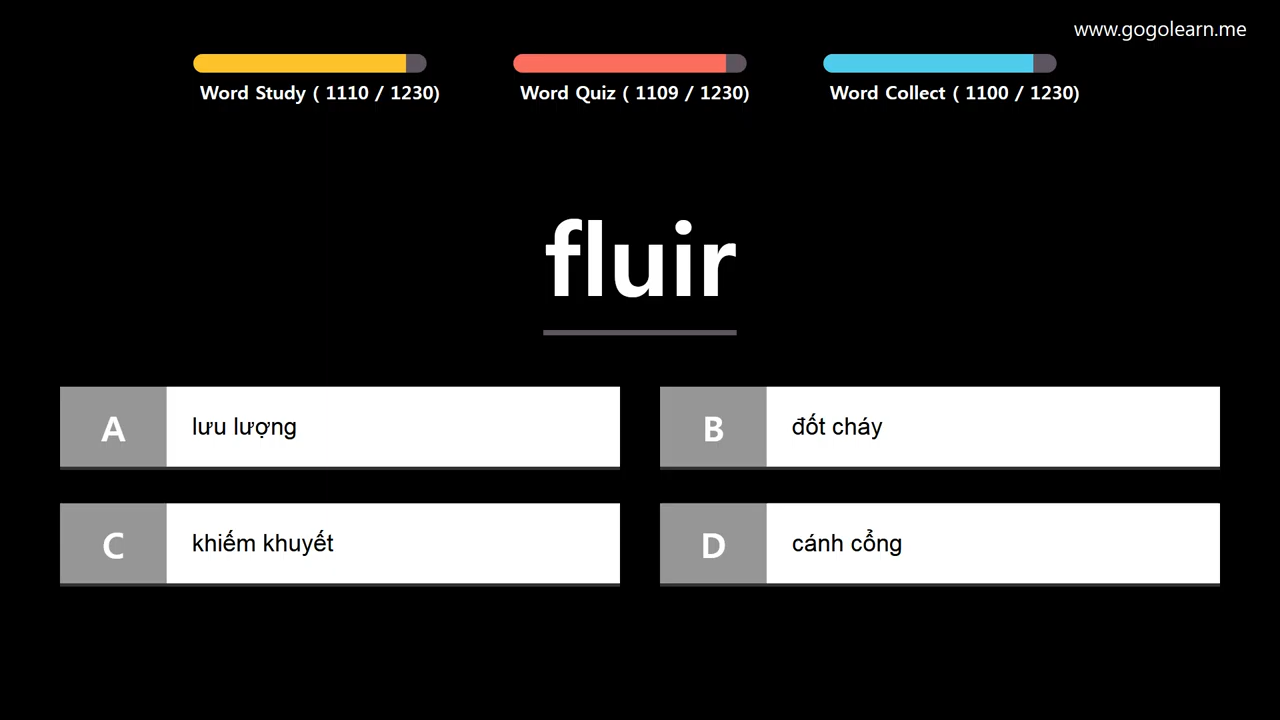 www.gogolearn.me
Word Study ( 1110 / 1230)
Word Quiz ( 1109 / 1230)
Word Collect ( 1100 / 1230)
fluir
A lưu lượng
B đốt cháy
C khiếm khuyết
D cánh cổng